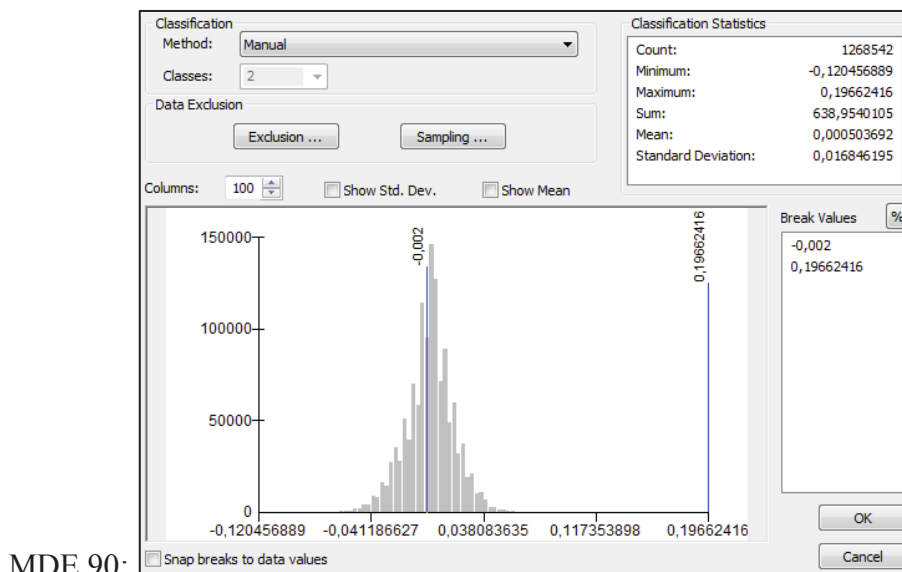 Classification
Method: Manual
Classes: 2
Data Exclusion
Exclusion ... Sampling ...
Classification Statistics
Count: 1268542
Minimum: -0,120456889
Maximum: 0,19662416
Sum: 638,9540105
Mean: 0,000503692
Standard Deviation: 0,016846195
Columns: 100 Show Std. Dev. Show Mean
-0,002
0,19662416
150000
100000
50000
0
-0,120456889 -0,041186627 0,038083635 0,117353898 0,19662416
Break Values %
-0,002
0,19662416
OK
Cancel
MDE 90: Snap breaks to data values